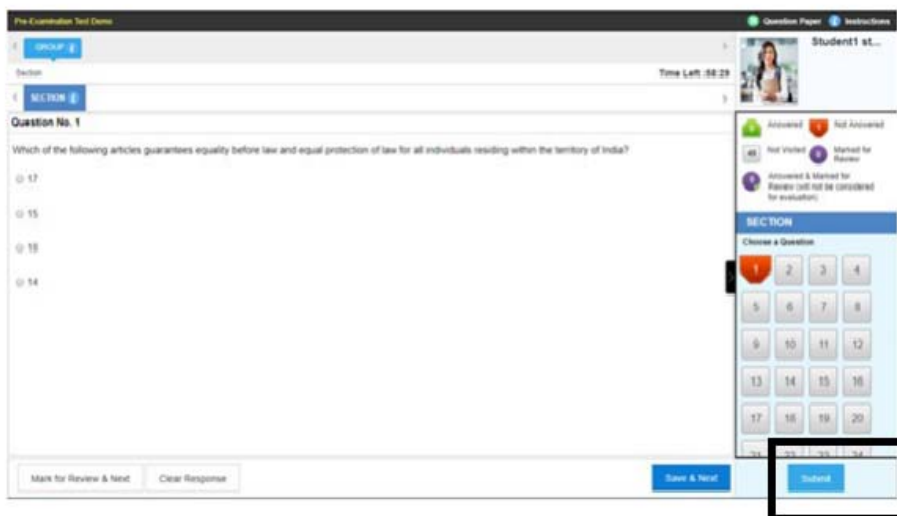 Pre-Examination Test Demo
Question Paper
Instructions
GROUP
Student1 st...
Section
Time Left :58:29
SECTION
Question No. 1
Which of the following articles guarantees equality before law and equal protection of law for all individuals residing within the territory of India?
17
15
18
14
Answered
Not Answered
Not Visited
Marked for Review
Answered & Marked for Review (will not be considered for evaluation)
SECTION
Choose a Question
1 2 3 4
5 6 7 8
9 10 11 12
13 14 15 16
17 18 19 20
21 22 23 24
Mark for Review & Next
Clear Response
Save & Next
Submit